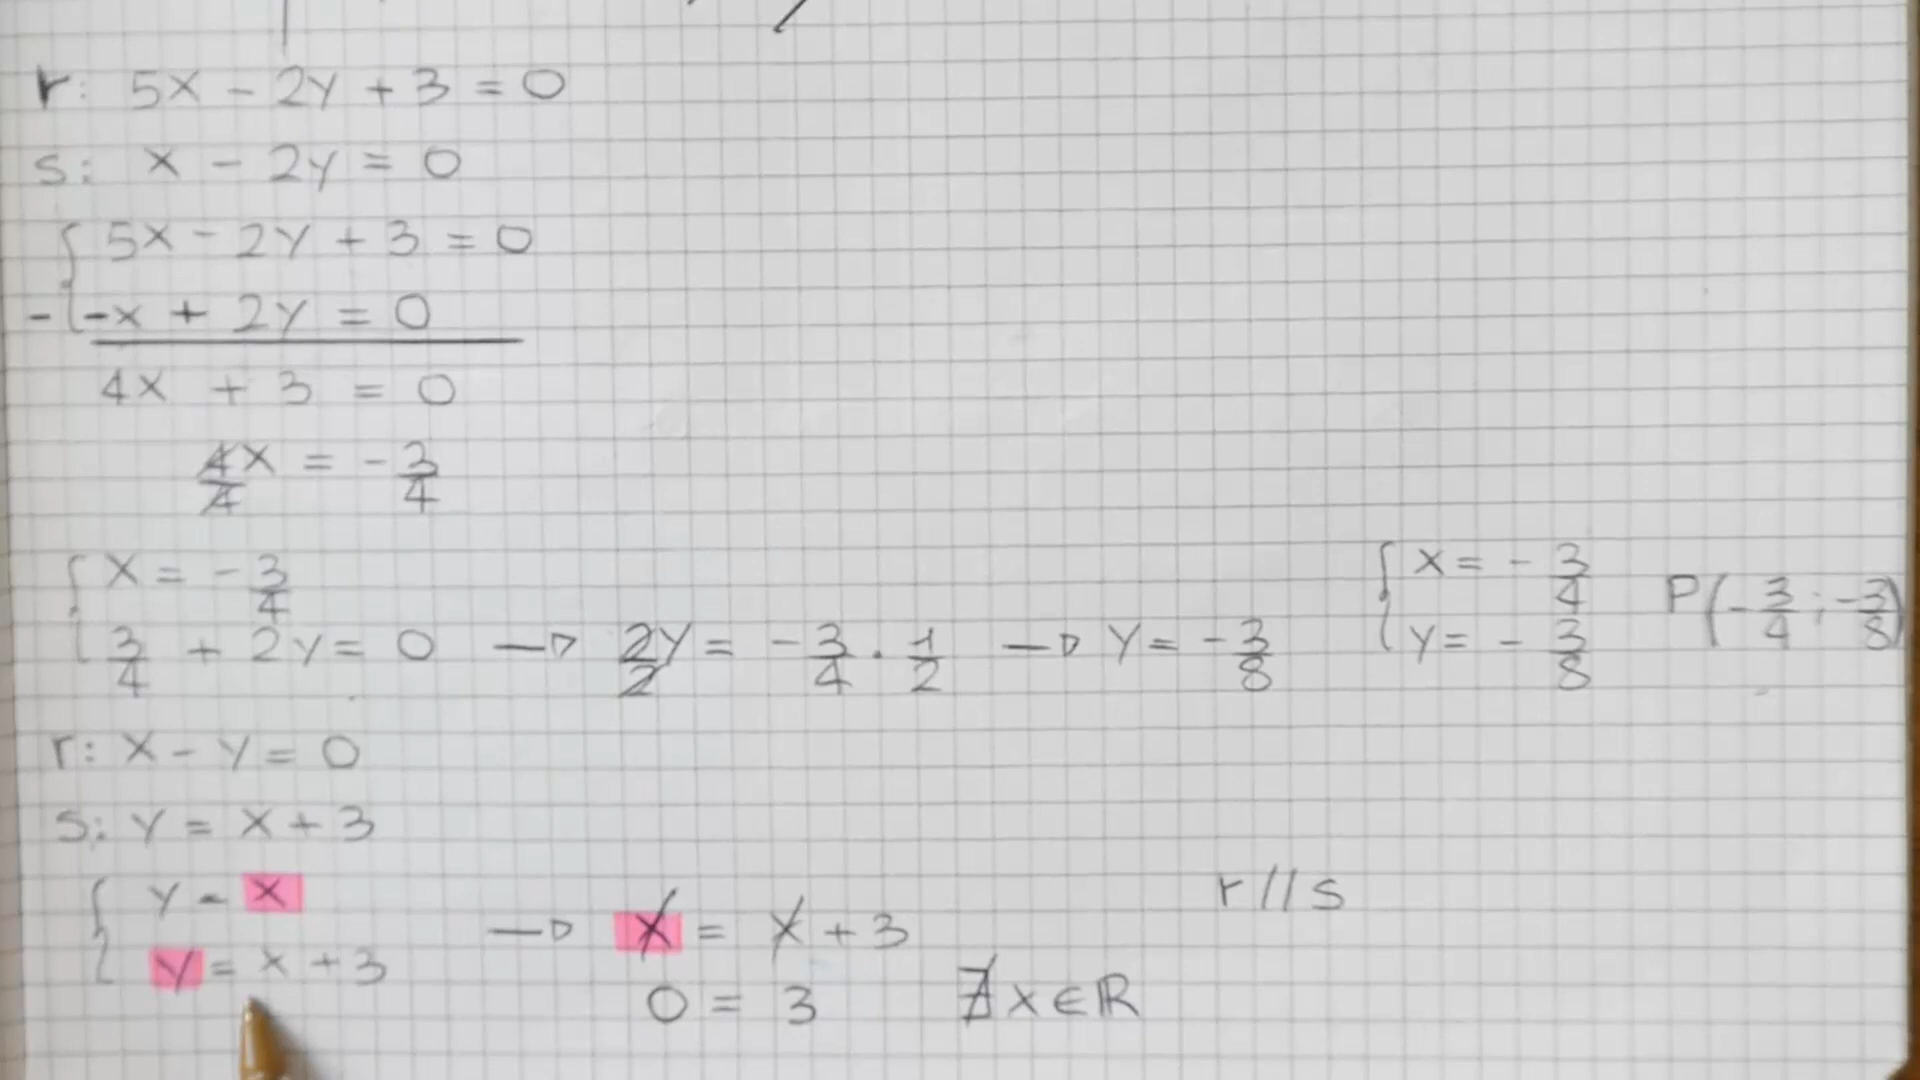 r: 5x - 2y + 3 = 0
s: x - 2y = 0
{ 5x - 2y + 3 = 0
- { -x + 2y = 0
4x + 3 = 0
4x/4 = - 3/4
{ x = - 3/4
{ 3/4 + 2y = 0 —▷ 2y/2 = - 3/4 · 1/2 —▷ y = - 3/8
{ x = - 3/4
{ y = - 3/8
P(- 3/4 ; - 3/8)
r: x - y = 0
s: y = x + 3
{ y = x
{ y = x + 3
—▷ x = x + 3
0 = 3 ∄ x ∈ ℝ
r // s